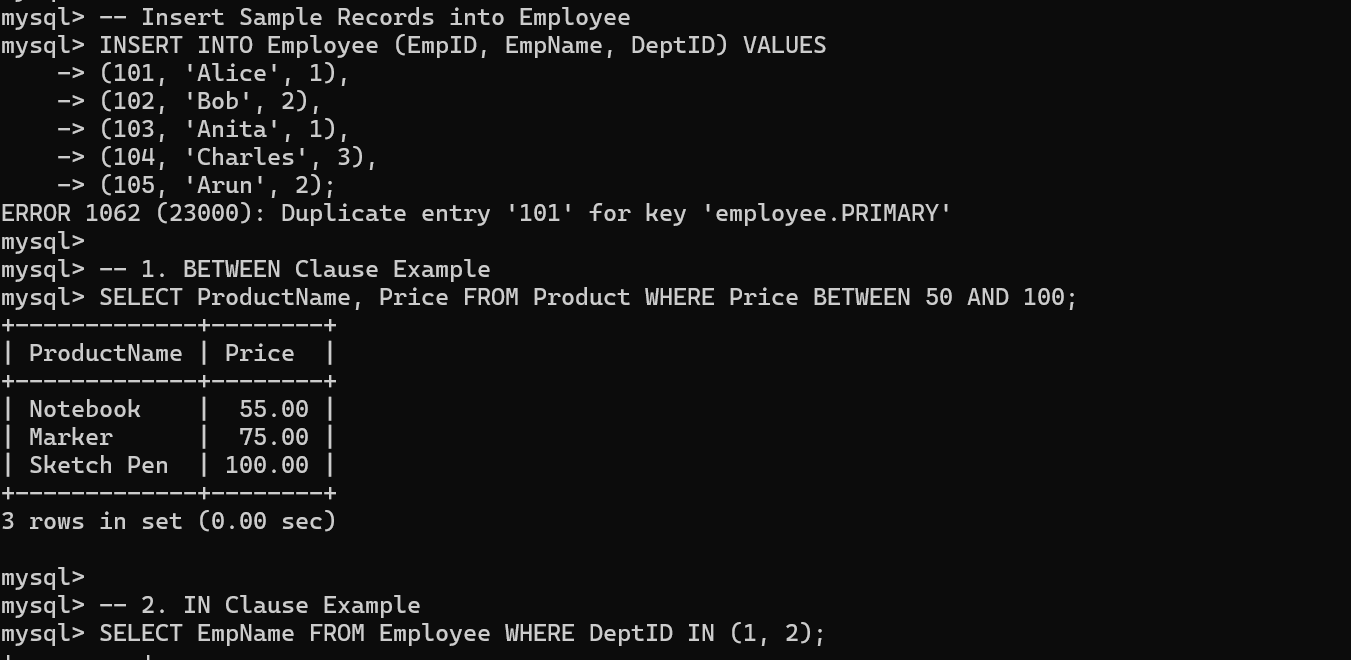 mysql> -- Insert Sample Records into Employee
mysql> INSERT INTO Employee (EmpID, EmpName, DeptID) VALUES
    -> (101, 'Alice', 1),
    -> (102, 'Bob', 2),
    -> (103, 'Anita', 1),
    -> (104, 'Charles', 3),
    -> (105, 'Arun', 2);
ERROR 1062 (23000): Duplicate entry '101' for key 'employee.PRIMARY'
mysql>
mysql> -- 1. BETWEEN Clause Example
mysql> SELECT ProductName, Price FROM Product WHERE Price BETWEEN 50 AND 100;
+-------------+--------+
| ProductName | Price  |
+-------------+--------+
| Notebook    |  55.00 |
| Marker      |  75.00 |
| Sketch Pen  | 100.00 |
+-------------+--------+
3 rows in set (0.00 sec)

mysql>
mysql> -- 2. IN Clause Example
mysql> SELECT EmpName FROM Employee WHERE DeptID IN (1, 2);